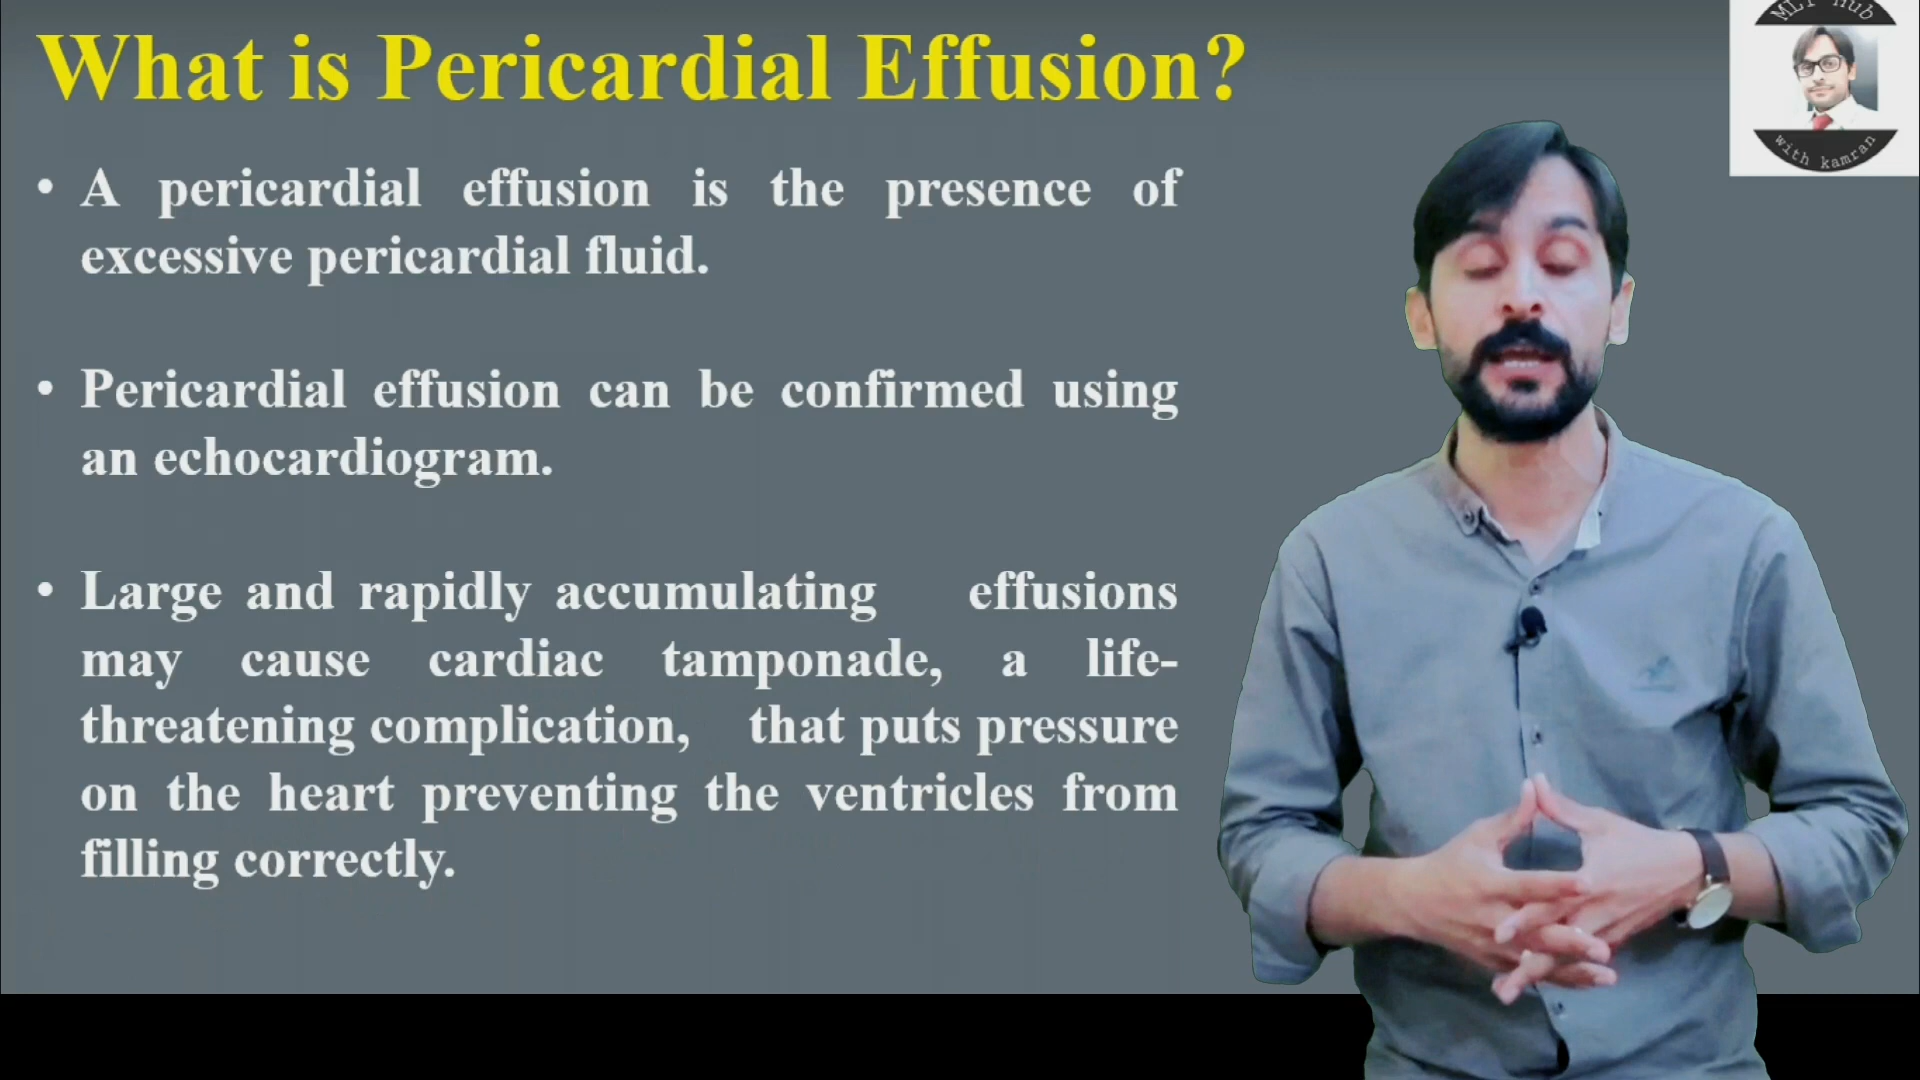 What is Pericardial Effusion?
MLT hub
with kamran
• A pericardial effusion is the presence of
excessive pericardial fluid.
• Pericardial effusion can be confirmed using
an echocardiogram.
• Large and rapidly accumulating effusions
may cause cardiac tamponade, a life-
threatening complication, that puts pressure
on the heart preventing the ventricles from
filling correctly.